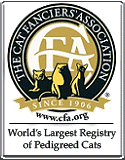 THE CAT FANCIERS' ASSOCIATION
CFA
SINCE 1906
®
www.cfa.org
World's Largest Registry
of Pedigreed Cats